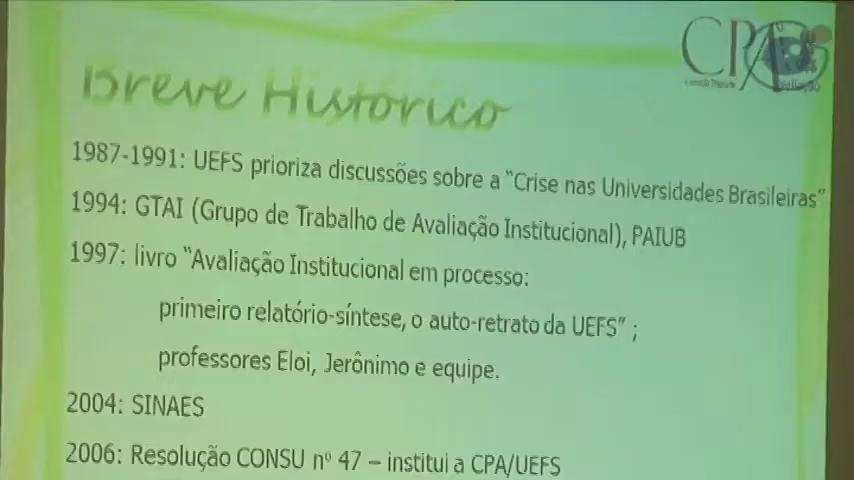 CPA
Breve Histórico
1987-1991: UEFS prioriza discussões sobre a “Crise nas Universidades Brasileiras”
1994: GTAI (Grupo de Trabalho de Avaliação Institucional), PAIUB
1997: livro “Avaliação Institucional em processo:
primeiro relatório-síntese, o auto-retrato da UEFS” ;
professores Eloi, Jerônimo e equipe.
2004: SINAES
2006: Resolução CONSU nº 47 – institui a CPA/UEFS